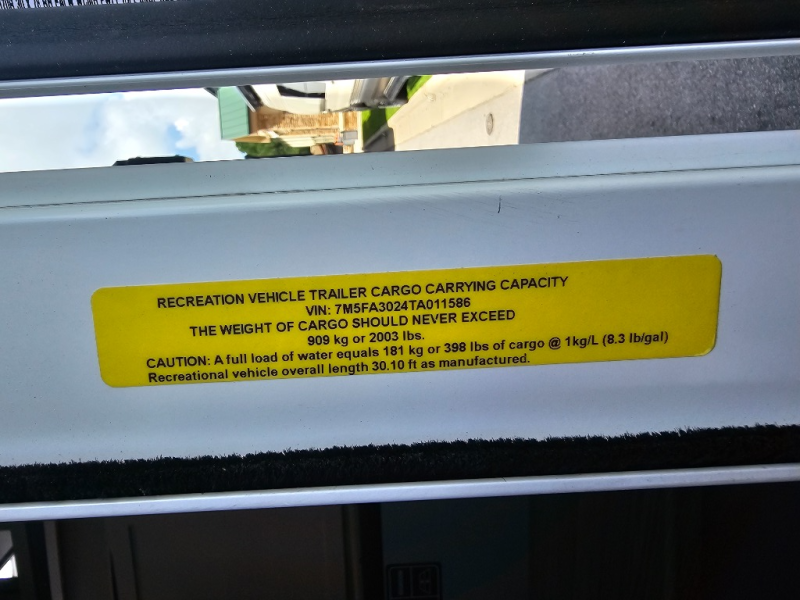 RECREATION VEHICLE TRAILER CARGO CARRYING CAPACITY
VIN: 7M5FA3024TA011586
THE WEIGHT OF CARGO SHOULD NEVER EXCEED
909 kg or 2003 lbs.
CAUTION: A full load of water equals 181 kg or 398 lbs of cargo @ 1kg/L (8.3 lb/gal)
Recreational vehicle overall length 30.10 ft as manufactured.